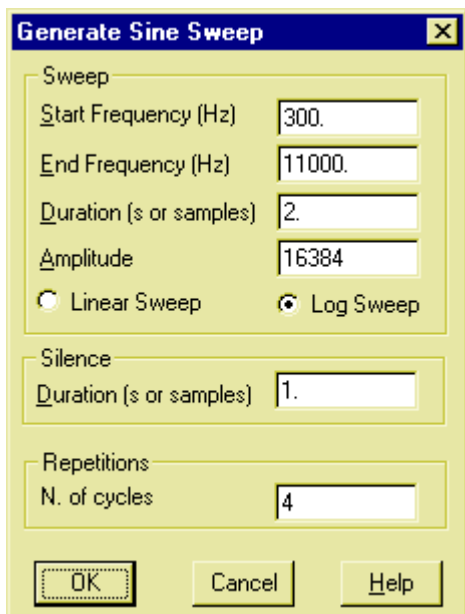 Generate Sine Sweep
Sweep
Start Frequency (Hz) 300.
End Frequency (Hz) 11000.
Duration (s or samples) 2.
Amplitude 16384
Linear Sweep Log Sweep
Silence
Duration (s or samples) 1.
Repetitions
N. of cycles 4
OK Cancel Help